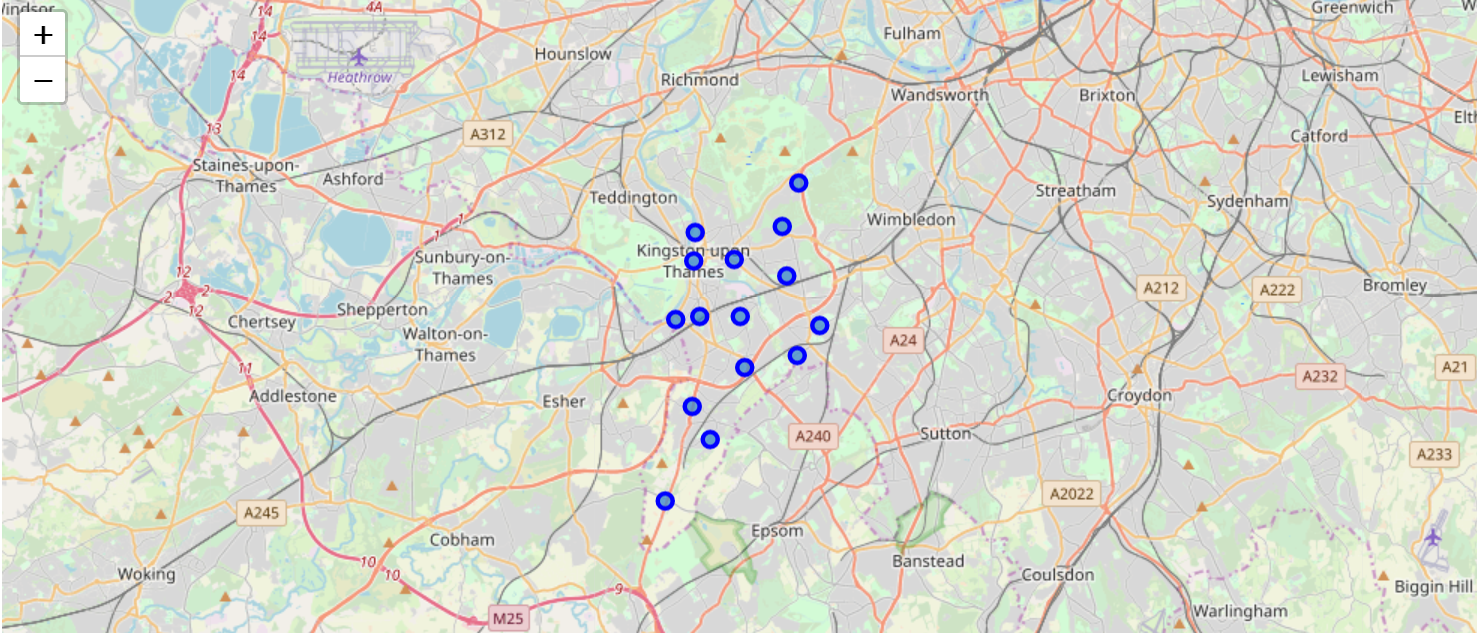 Windsor
14
4A
Greenwich
+
14
Fulham
Hounslow
Heathrow
Richmond
14
Lewisham
−
Wandsworth
Brixton
13
A312
Catford
Staines-upon-
Thames
Ashford
Teddington
Streatham
Sydenham
1
Wimbledon
1
Kingston upon
Thames
Sunbury-on-
Thames
12
2
2
12
A212
A222
Bromley
Shepperton
Chertsey
Walton-on-
Thames
A24
11
A21
A232
Addlestone
Esher
Croydon
A240
Sutton
A233
A2022
A245
Epsom
Cobham
10
10
Banstead
Woking
Coulsdon
9
Biggin Hill
M25
Warlingham